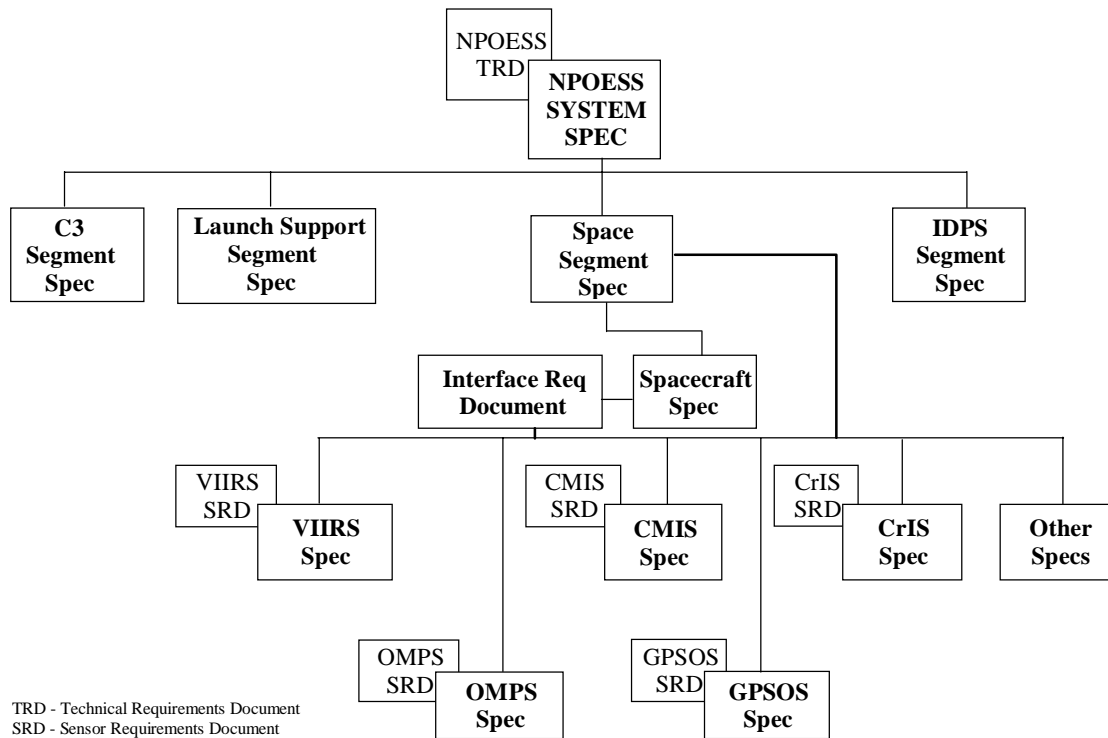 NPOESS
TRD
NPOESS
SYSTEM
SPEC
C3
Segment
Spec
Launch Support
Segment
Spec
Space
Segment
Spec
IDPS
Segment
Spec
Interface Req
Document
Spacecraft
Spec
VIIRS
SRD
VIIRS
Spec
CMIS
SRD
CMIS
Spec
CrIS
SRD
CrIS
Spec
Other
Specs
OMPS
SRD
OMPS
Spec
GPSOS
SRD
GPSOS
Spec
TRD - Technical Requirements Document
SRD - Sensor Requirements Document